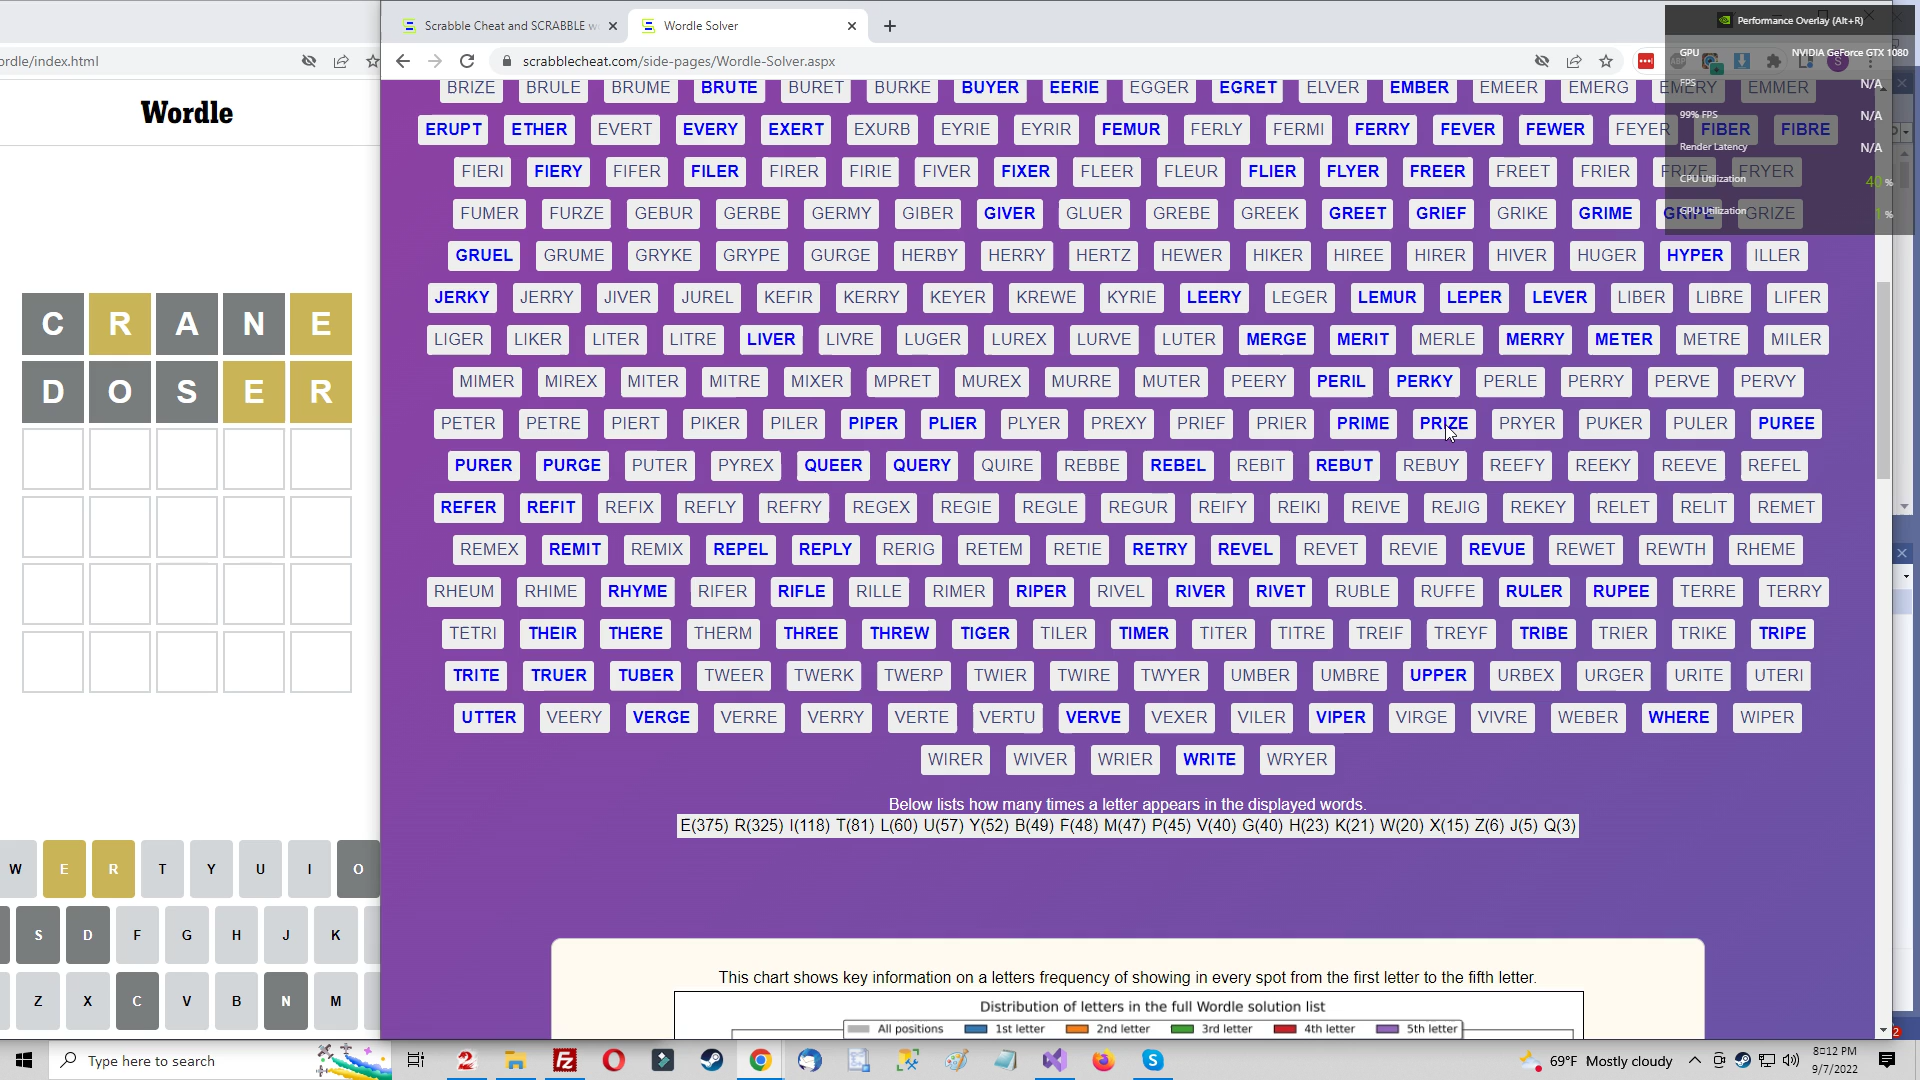 Scrabble Cheat and SCRABBLE w
Wordle Solver
Performance Overlay (Alt+R)
ordle/index.html
scrabblecheat.com/side-pages/Wordle-Solver.aspx
GPU NVIDIA GeForce GTX 1080
FPS N/A
99% FPS N/A
Render Latency N/A
CPU Utilization %
GPU Utilization %
Wordle
BRIZE BRULE BRUME BRUTE BURET BURKE BUYER EERIE EGGER EGRET ELVER EMBER EMEER EMERG EMERY EMMER
ERUPT ETHER EVERT EVERY EXERT EXURB EYRIE EYRIR FEMUR FERLY FERMI FERRY FEVER FEWER FEYER FIBER FIBRE
FIERI FIERY FIFER FILER FIRER FIRIE FIVER FIXER FLEER FLEUR FLIER FLYER FREER FREET FRIER FRIZE FRYER
FUMER FURZE GEBUR GERBE GERMY GIBER GIVER GLUER GREBE GREEK GREET GRIEF GRIKE GRIME GRIPE GRIZE
GRUEL GRUME GRYKE GRYPE GURGE HERBY HERRY HERTZ HEWER HIKER HIREE HIRER HIVER HUGER HYPER ILLER
JERKY JERRY JIVER JUREL KEFIR KERRY KEYER KREWE KYRIE LEERY LEGER LEMUR LEPER LEVER LIBER LIBRE LIFER
LIGER LIKER LITER LITRE LIVER LIVRE LUGER LUREX LURVE LUTER MERGE MERIT MERLE MERRY METER METRE MILER
MIMER MIREX MITER MITRE MIXER MPRET MUREX MURRE MUTER PEERY PERIL PERKY PERLE PERRY PERVE PERVY
PETER PETRE PIERT PIKER PILER PIPER PLIER PLYER PREXY PRIEF PRIER PRIME PRIZE PRYER PUKER PULER PUREE
PURER PURGE PUTER PYREX QUEER QUERY QUIRE REBBE REBEL REBIT REBUT REBUY REEFY REEKY REEVE REFEL
REFER REFIT REFIX REFLY REFRY REGEX REGIE REGLE REGUR REIFY REIKI REIVE REJIG REKEY RELET RELIT REMET
REMEX REMIT REMIX REPEL REPLY RERIG RETEM RETIE RETRY REVEL REVET REVIE REVUE REWET REWTH RHEME
RHEUM RHIME RHYME RIFER RIFLE RILLE RIMER RIPER RIVEL RIVER RIVET RUBLE RUFFE RULER RUPEE TERRE TERRY
TETRI THEIR THERE THERM THREE THREW TIGER TILER TIMER TITER TITRE TREIF TREYF TRIBE TRIER TRIKE TRIPE
TRITE TRUER TUBER TWEER TWERK TWERP TWIER TWIRE TWYER UMBER UMBRE UPPER URBEX URGER URITE UTERI
UTTER VEERY VERGE VERRE VERRY VERTE VERTU VERVE VEXER VILER VIPER VIRGE VIVRE WEBER WHERE WIPER
WIRER WIVER WRIER WRITE WRYER
C R A N E
D O S E R
Below lists how many times a letter appears in the displayed words.
E(375) R(325) I(118) T(81) L(60) U(57) Y(52) B(49) F(48) M(47) P(45) V(40) G(40) H(23) K(21) W(20) X(15) Z(6) J(5) Q(3)
W E R T Y U I O
S D F G H J K
Z X C V B N M
This chart shows key information on a letters frequency of showing in every spot from the first letter to the fifth letter.
Distribution of letters in the full Wordle solution list
All positions 1st letter 2nd letter 3rd letter 4th letter 5th letter
Type here to search
69°F Mostly cloudy
8:12 PM
9/7/2022